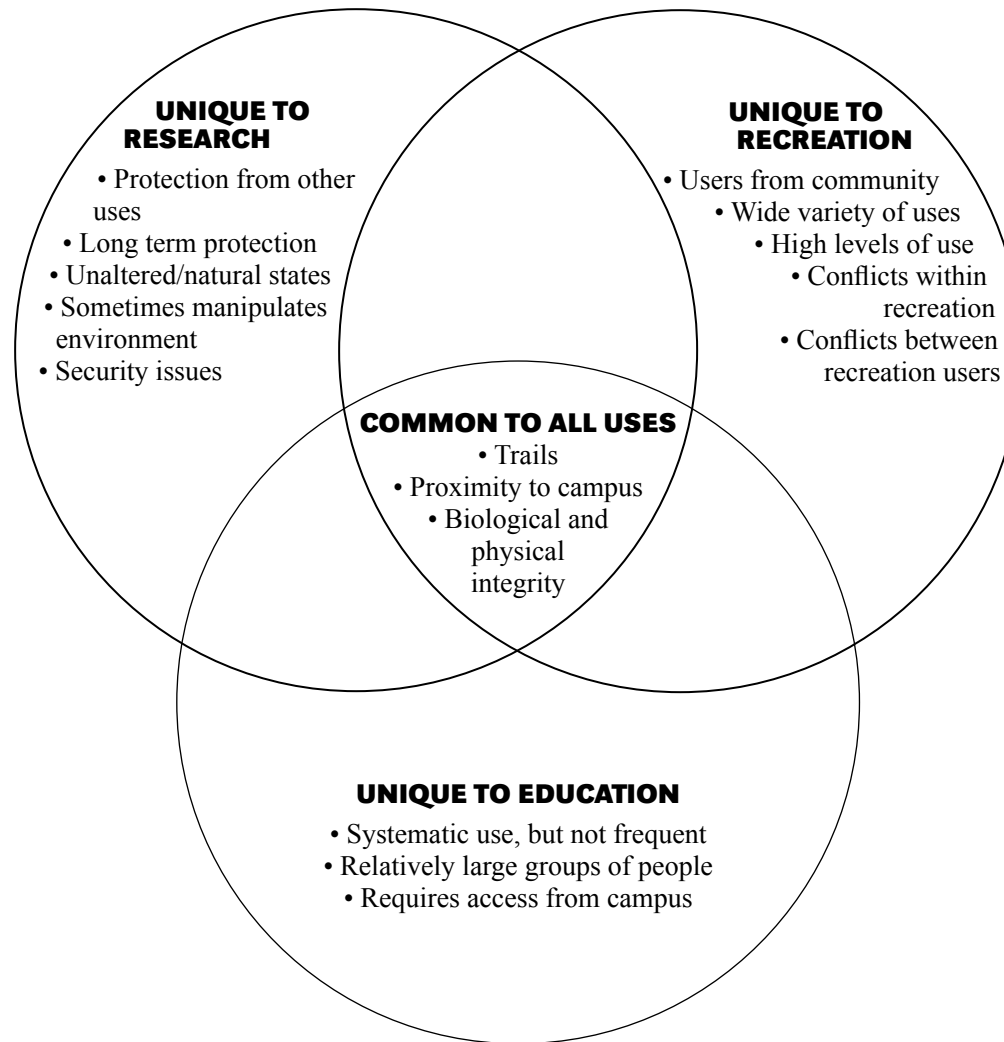 UNIQUE TO
RESEARCH
• Protection from other
uses
• Long term protection
• Unaltered/natural states
• Sometimes manipulates
environment
• Security issues
UNIQUE TO
RECREATION
• Users from community
• Wide variety of uses
• High levels of use
• Conflicts within
recreation
• Conflicts between
recreation users
COMMON TO ALL USES
• Trails
• Proximity to campus
• Biological and
physical
integrity
UNIQUE TO EDUCATION
• Systematic use, but not frequent
• Relatively large groups of people
• Requires access from campus